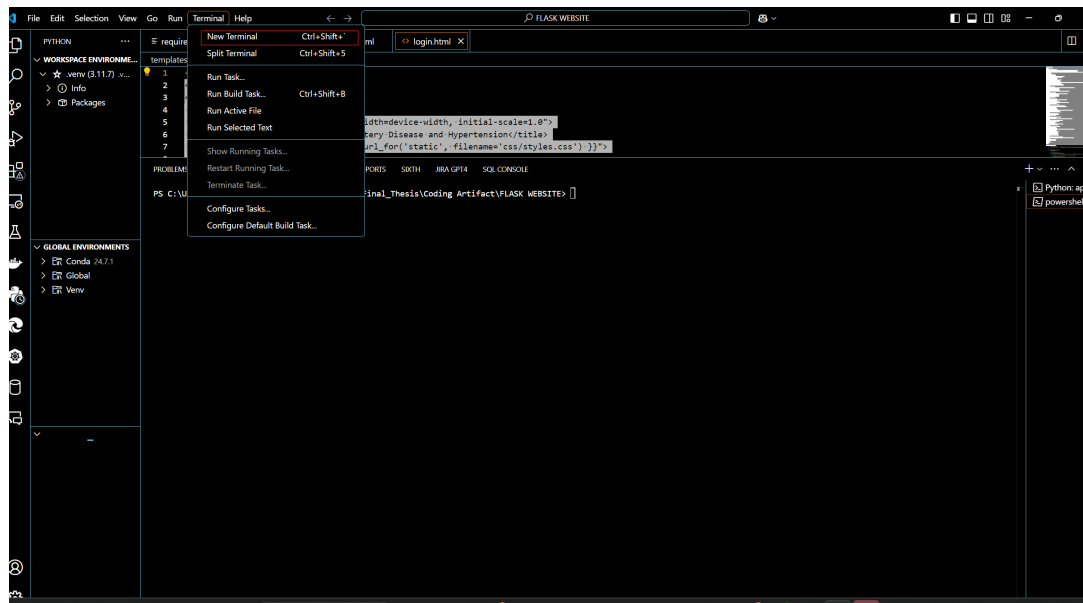 File Edit Selection View Go Run Terminal Help
FLASK WEBSITE
PYTHON ...
WORKSPACE ENVIRONME...
.venv (3.11.7) .v...
Info
Packages
GLOBAL ENVIRONMENTS
Conda 24.7.1
Global
Venv
New Terminal Ctrl+Shift+`
Split Terminal Ctrl+Shift+5
Run Task...
Run Build Task... Ctrl+Shift+B
Run Active File
Run Selected Text
Show Running Tasks...
Restart Running Task...
Terminate Task...
Configure Tasks...
Configure Default Build Task...
require
ml
login.html
templates
1
2
3
4
5 idth=device-width, initial-scale=1.0">
6 tery Disease and Hypertension</title>
7 url_for('static', filename='css/styles.css') }}">
PROBLEMS
PORTS SIXTH JIRA GPT4 SQL CONSOLE
PS C:\U
Final_Thesis\Coding Artifact\FLASK WEBSITE>
Python: ap
powershel